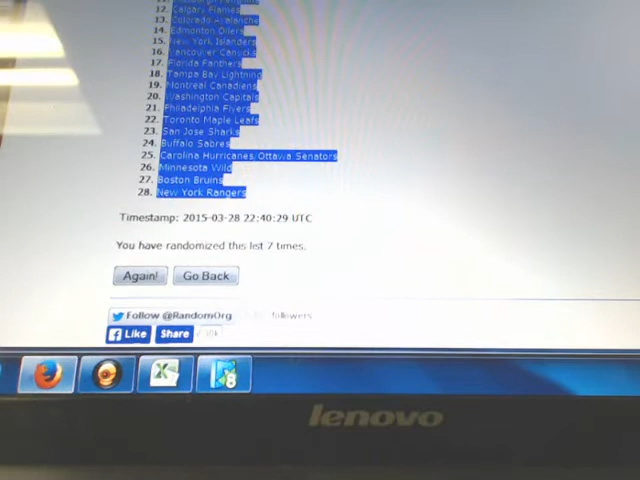 12. Calgary Flames
13. Colorado Avalanche
14. Edmonton Oilers
15. New York Islanders
16. Vancouver Canucks
17. Florida Panthers
18. Tampa Bay Lightning
19. Montreal Canadiens
20. Washington Capitals
21. Philadelphia Flyers
22. Toronto Maple Leafs
23. San Jose Sharks
24. Buffalo Sabres
25. Carolina Hurricanes/Ottawa Senators
26. Minnesota Wild
27. Boston Bruins
28. New York Rangers
Timestamp: 2015-03-28 22:40:29 UTC
You have randomized this list 7 times.
Again! Go Back
Follow @RandomOrg followers
Like Share
lenovo